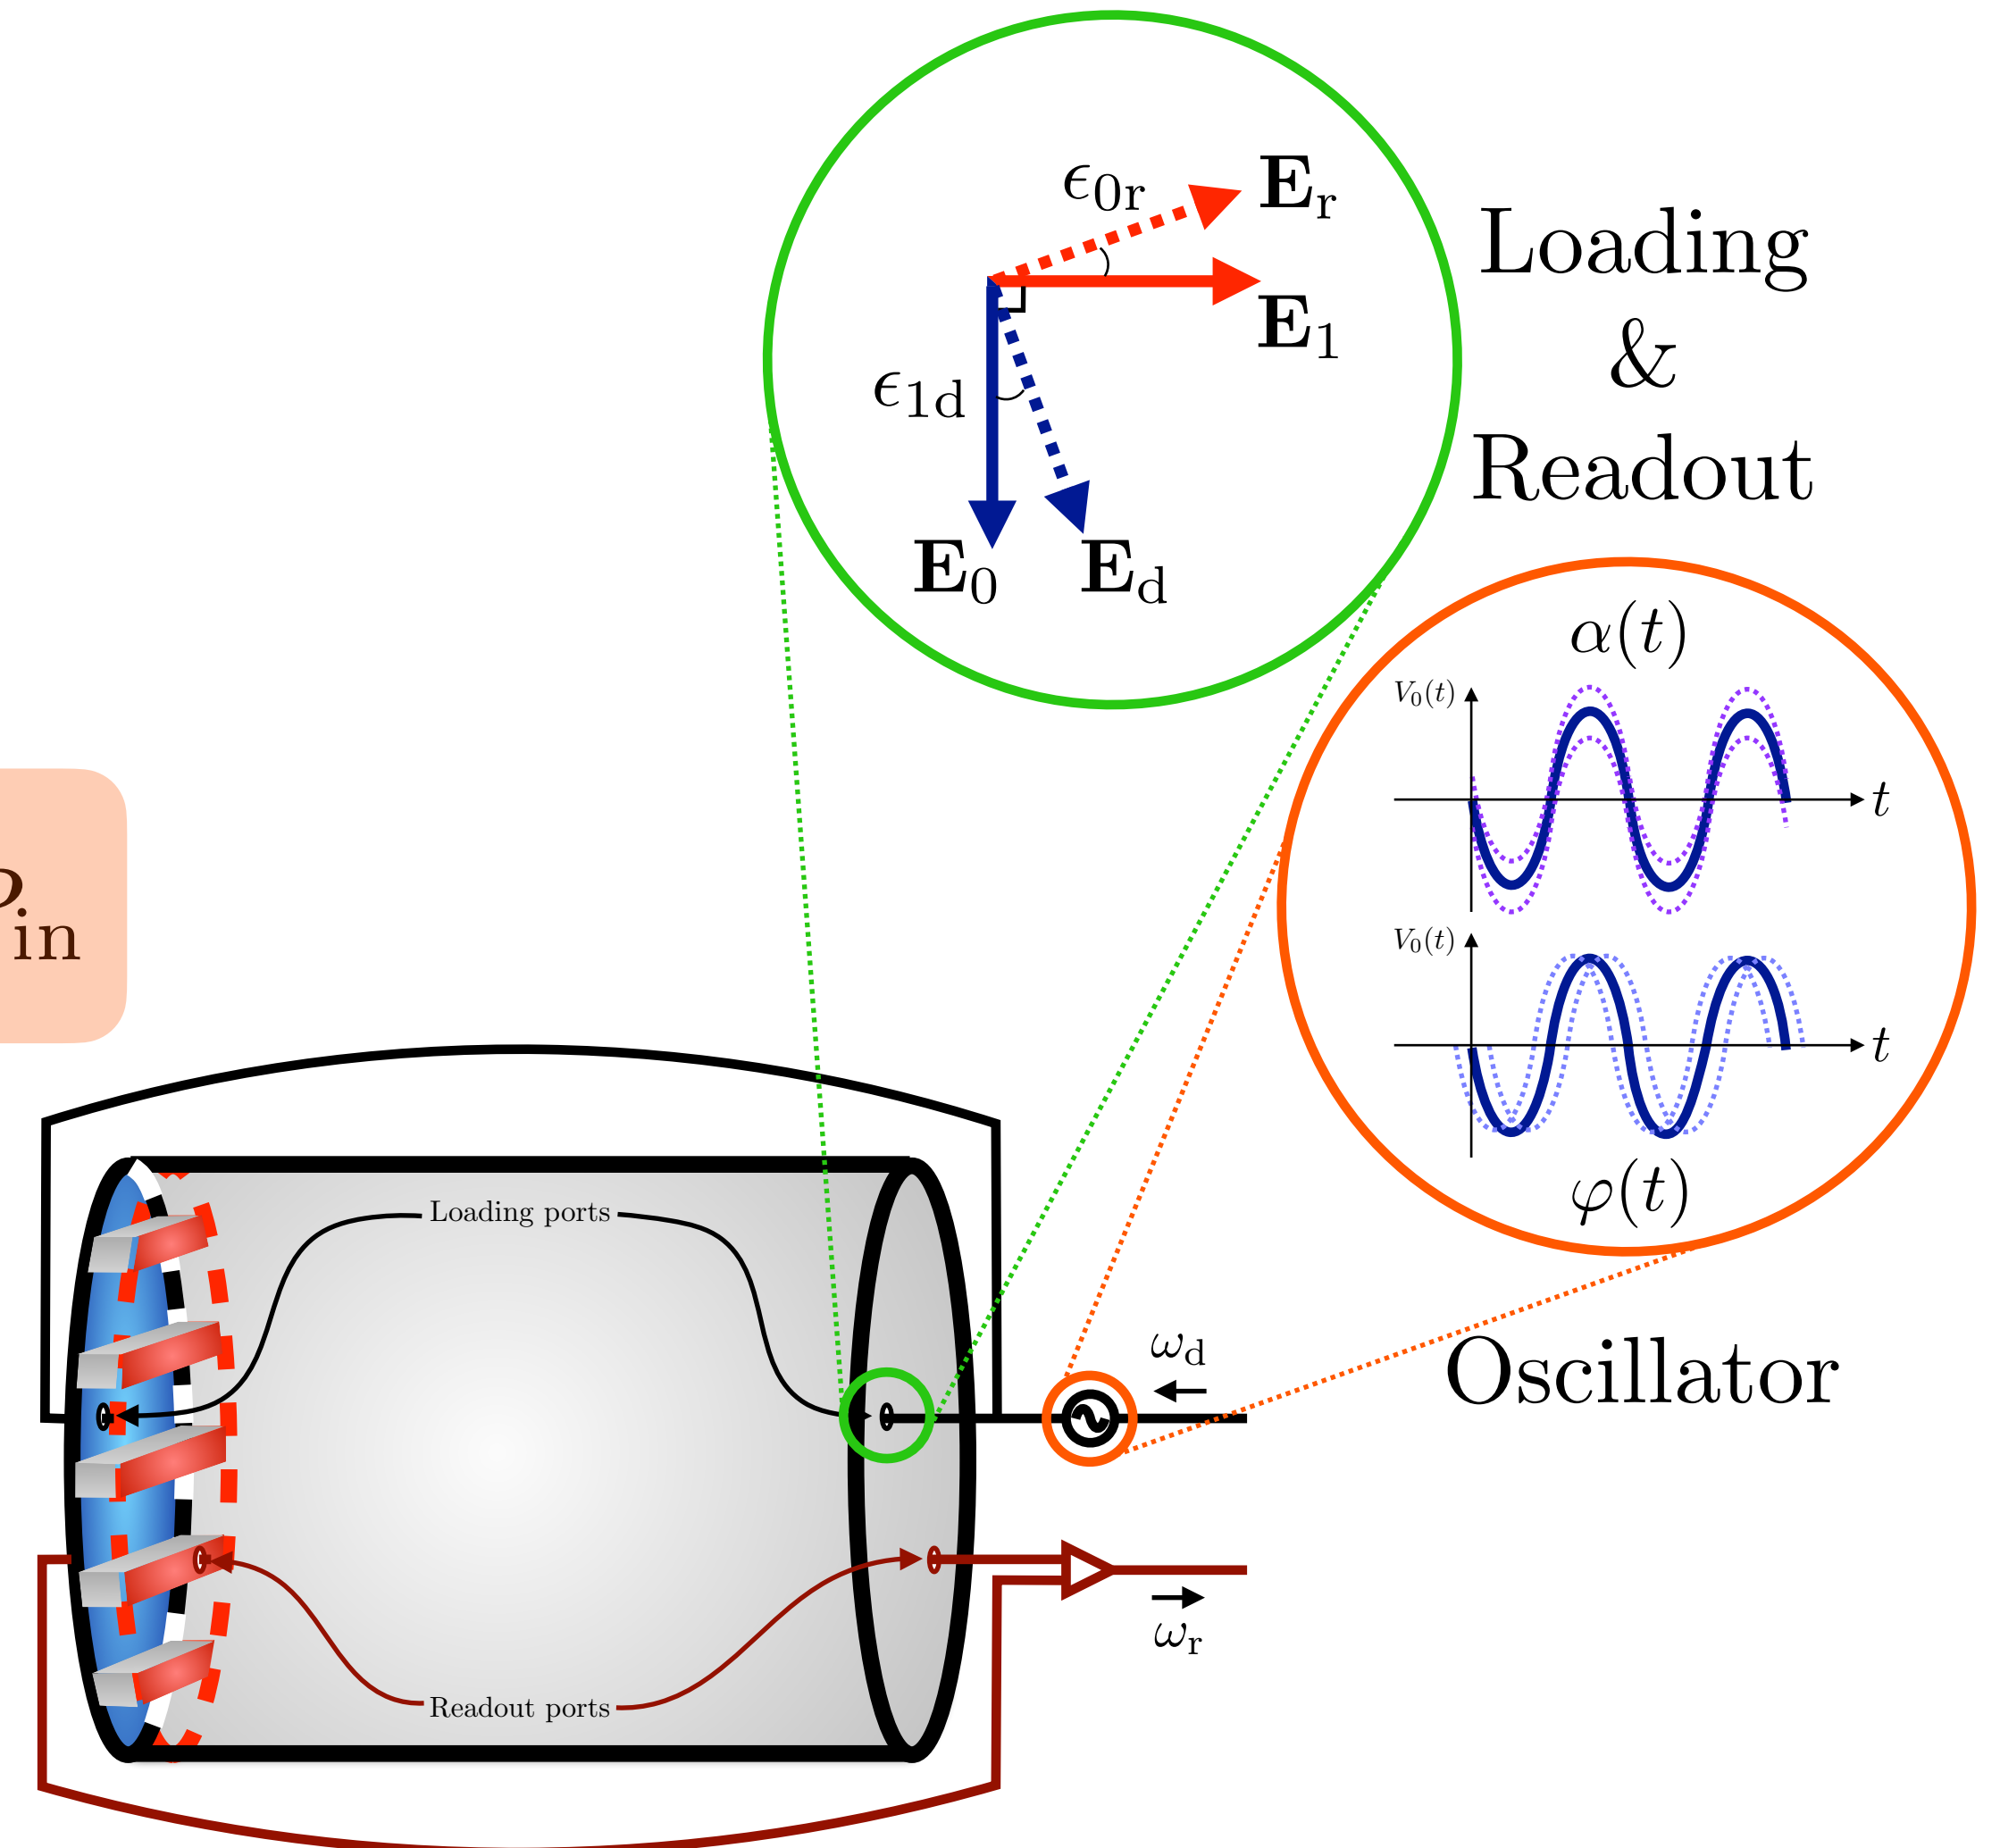 ϵ₀ᵣ
𝐄ᵣ
𝐄₁
ϵ₁d
𝐄₀
𝐄d
Loading
&
Readout
α(t)
V₀(t)
t
V₀(t)
t
φ(t)
in
Loading ports
ωd
Oscillator
ωᵣ
Readout ports